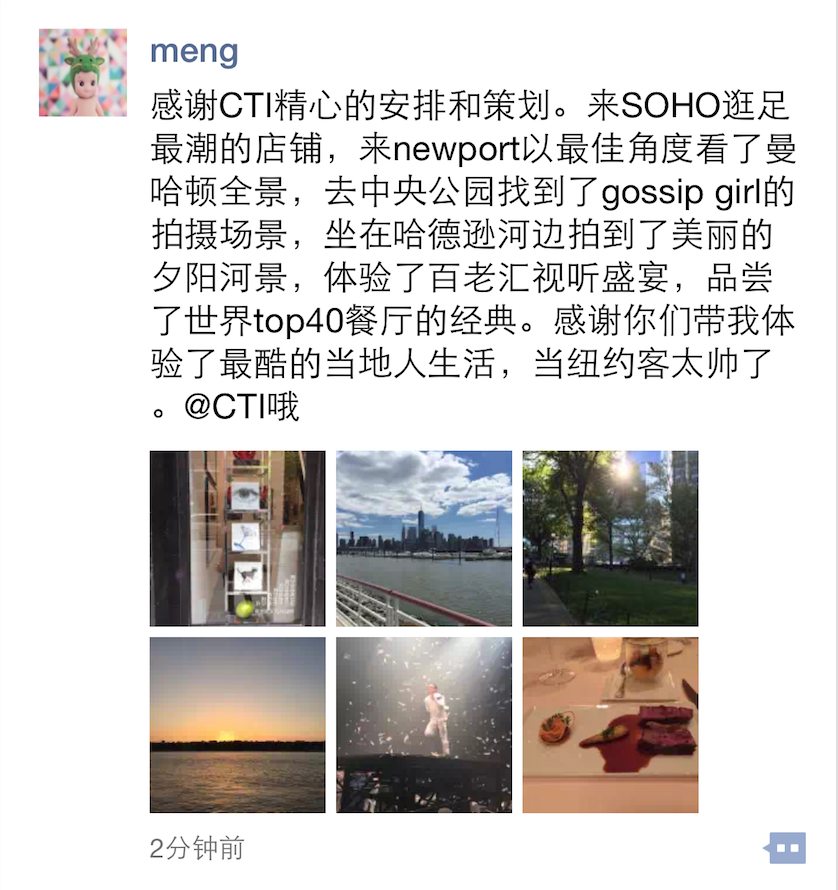 meng
感谢CTI精心的安排和策划。来SOHO逛足
最潮的店铺，来newport以最佳角度看了曼
哈顿全景，去中央公园找到了gossip girl的
拍摄场景，坐在哈德逊河边拍到了美丽的
夕阳河景，体验了百老汇视听盛宴，品尝
了世界top40餐厅的经典。感谢你们带我体
验了最酷的当地人生活，当纽约客太帅了
。@CTI哦
2分钟前